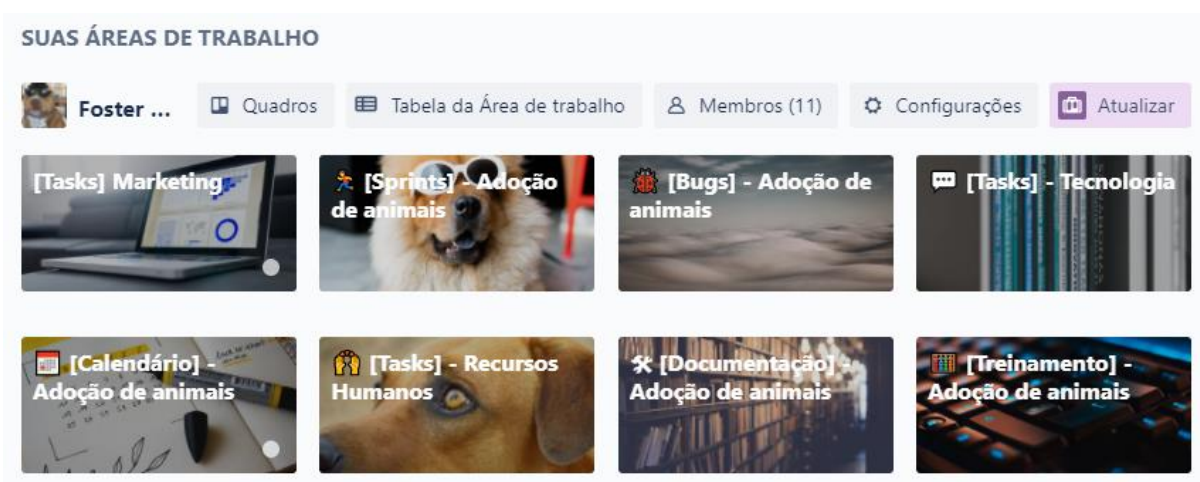 SUAS ÁREAS DE TRABALHO
Foster ... Quadros Tabela da Área de trabalho Membros (11) Configurações Atualizar
[Tasks] Marketing
🏃 [Sprints] - Adoção
de animais
🐞 [Bugs] - Adoção de
animais
💬 [Tasks] - Tecnologia
📅 [Calendário] -
Adoção de animais
🙌 [Tasks] - Recursos
Humanos
🛠 [Documentação] -
Adoção de animais
🧮 [Treinamento] -
Adoção de animais